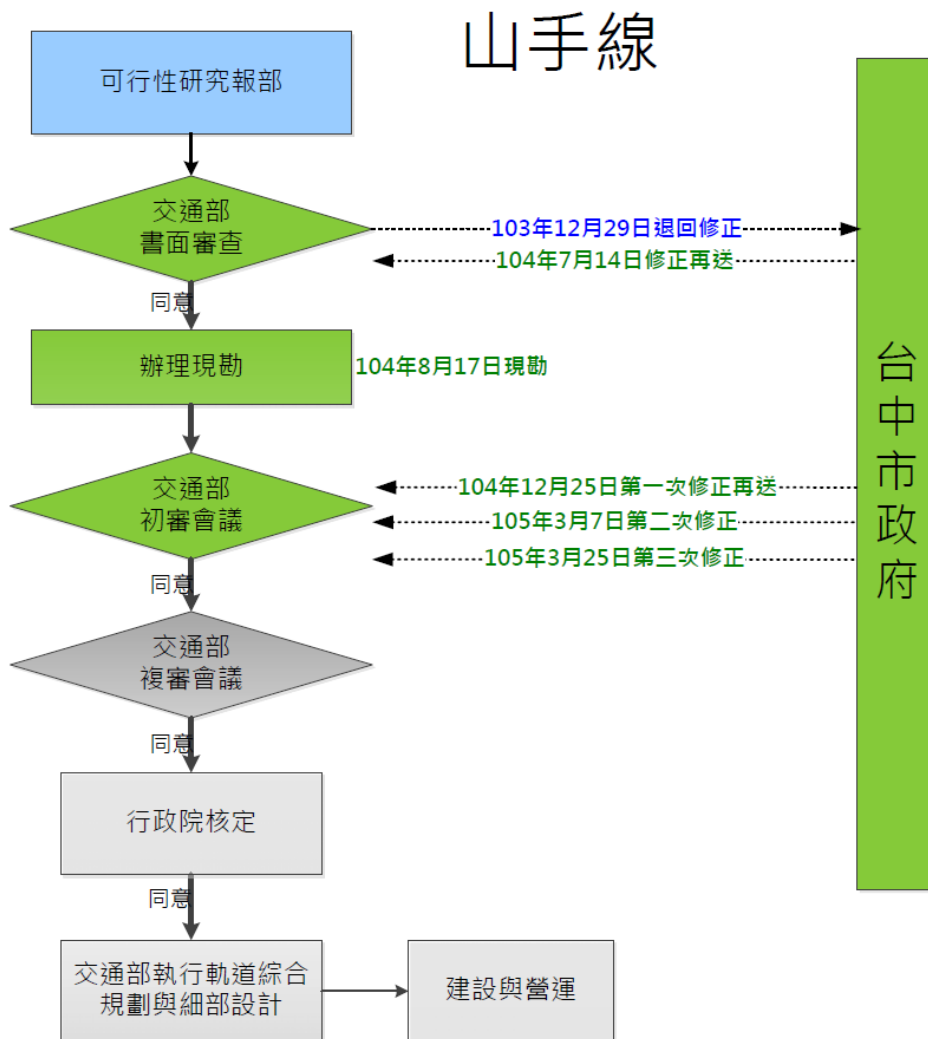 山手線
可行性研究報部
交通部
書面審查
103年12月29日退回修正
104年7月14日修正再送
同意
辦理現勘
104年8月17日現勘
交通部
初審會議
104年12月25日第一次修正再送
105年3月7日第二次修正
105年3月25日第三次修正
台中市政府
同意
交通部
複審會議
同意
行政院核定
同意
交通部執行軌道綜合
規劃與細部設計
建設與營運